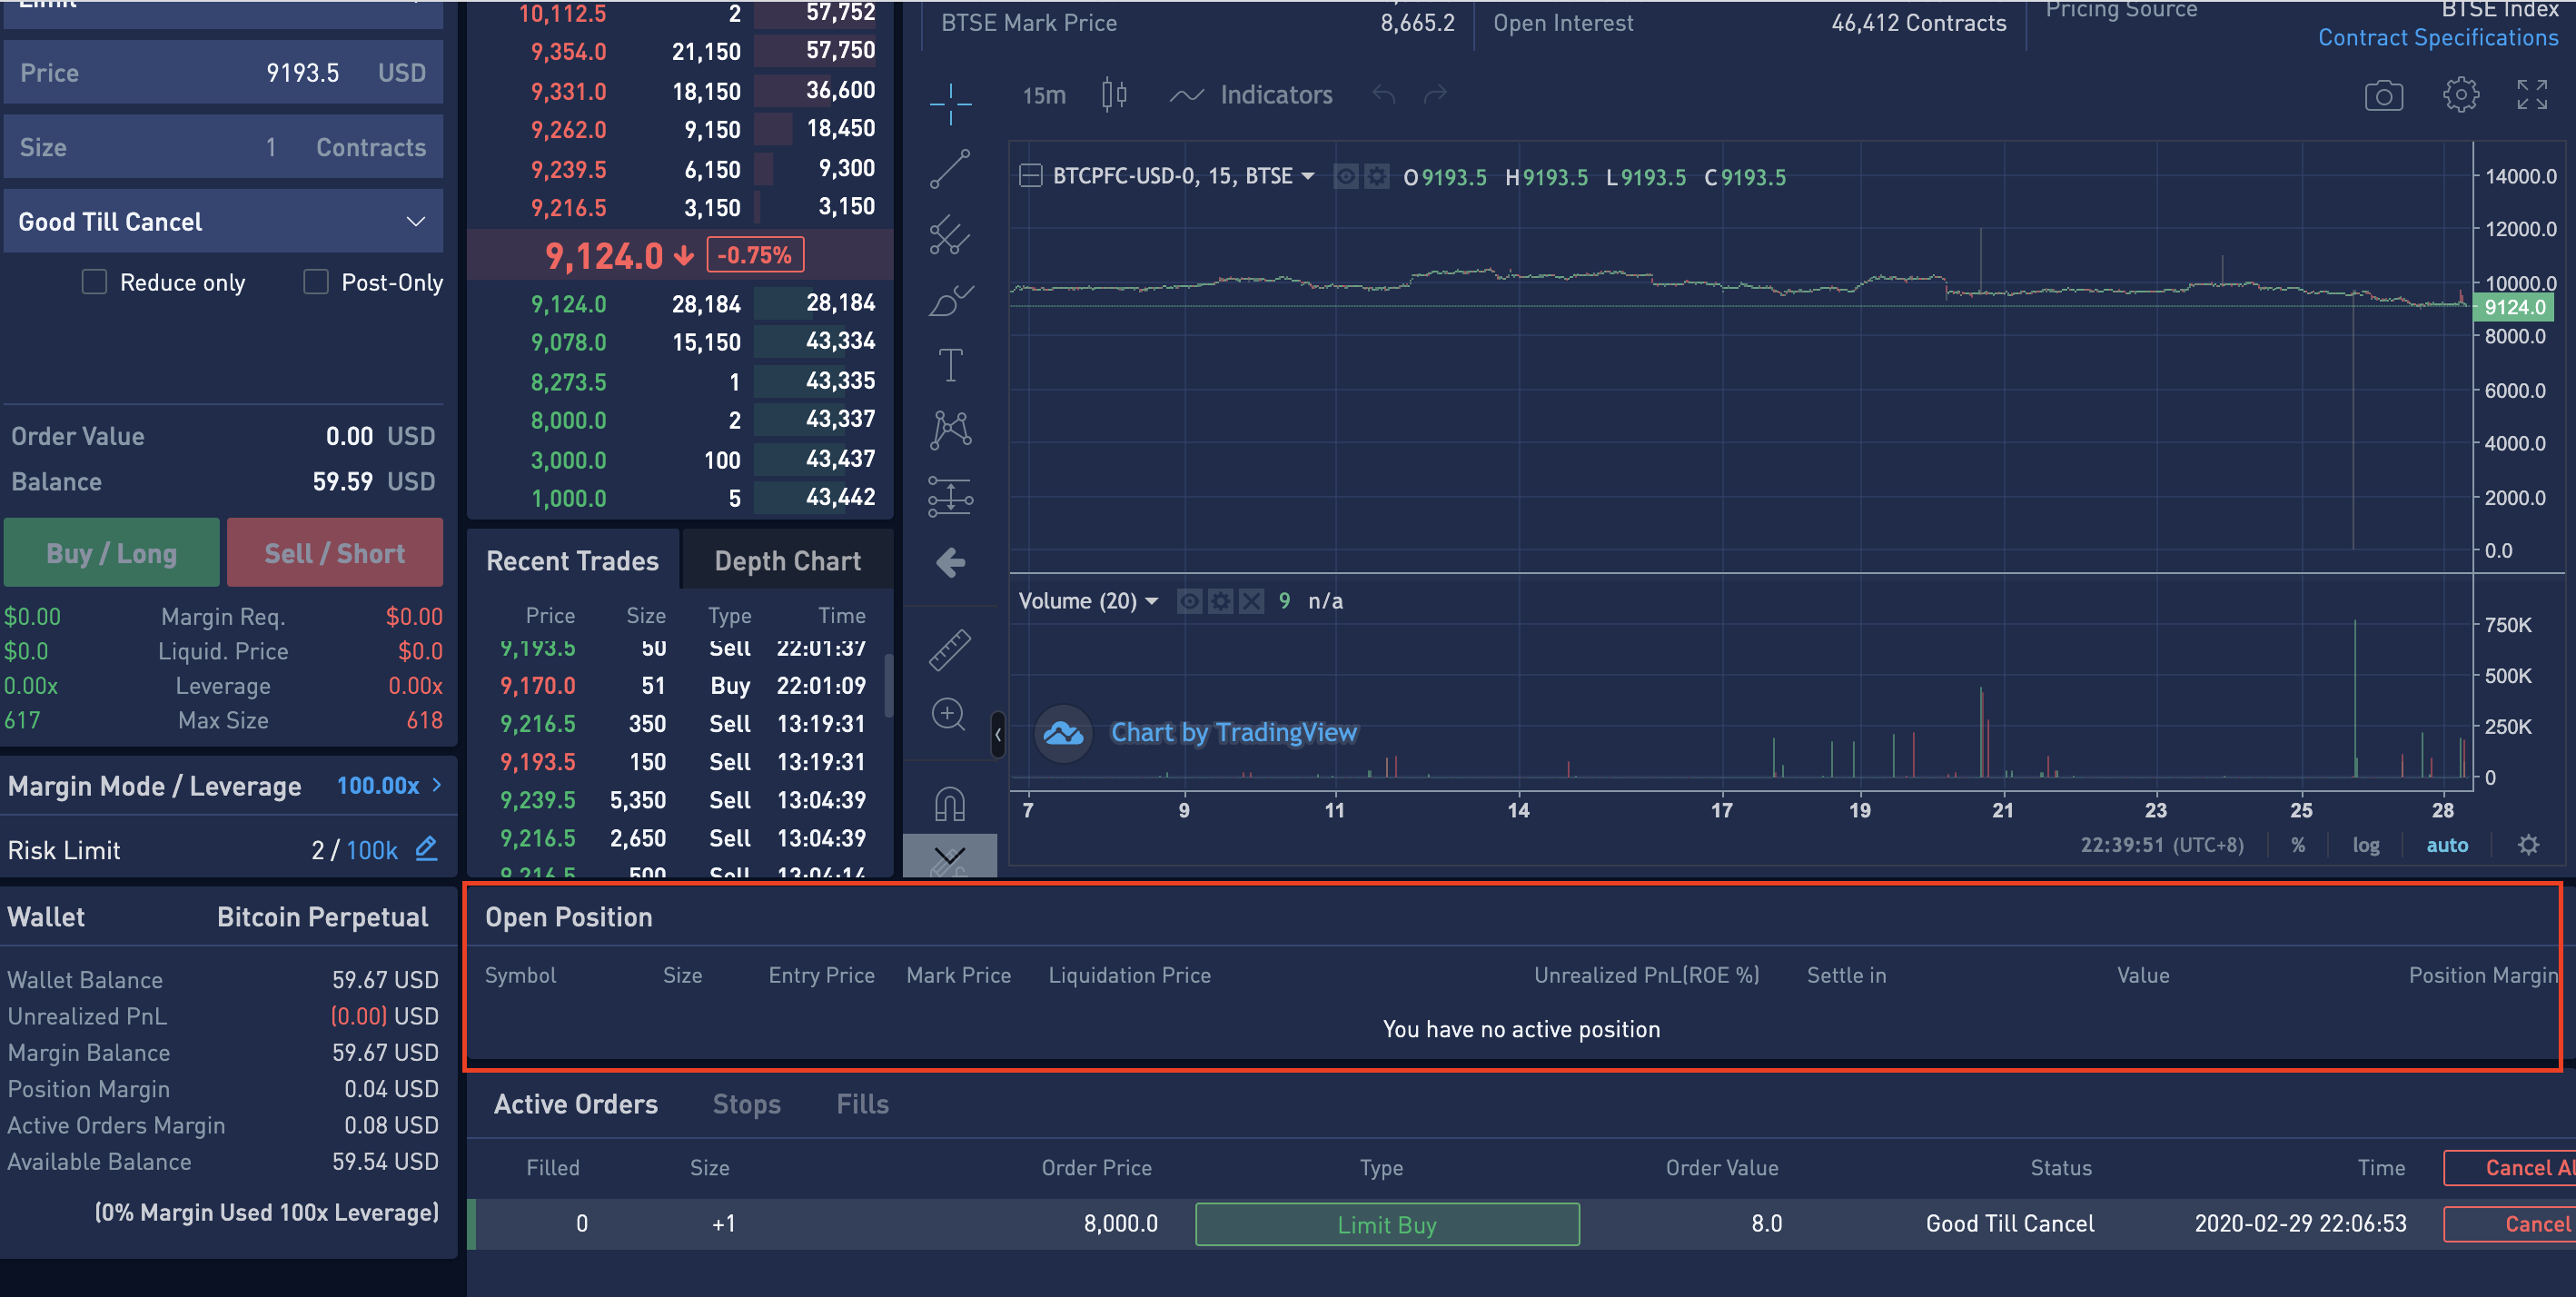 Limit
Price 9193.5 USD
Size 1 Contracts
Good Till Cancel
Reduce only Post-Only
Order Value 0.00 USD
Balance 59.59 USD
Buy / Long Sell / Short
$0.00 Margin Req. $0.00
$0.0 Liquid. Price $0.0
0.00x Leverage 0.00x
617 Max Size 618
Margin Mode / Leverage 100.00x >
Risk Limit 2 / 100k
Wallet Bitcoin Perpetual
Wallet Balance 59.67 USD
Unrealized PnL (0.00) USD
Margin Balance 59.67 USD
Position Margin 0.04 USD
Active Orders Margin 0.08 USD
Available Balance 59.54 USD
(0% Margin Used 100x Leverage)
10,112.5 2 57,752
9,354.0 21,150 57,750
9,331.0 18,150 36,600
9,262.0 9,150 18,450
9,239.5 6,150 9,300
9,216.5 3,150 3,150
9,124.0 -0.75%
9,124.0 28,184 28,184
9,078.0 15,150 43,334
8,273.5 1 43,335
8,000.0 2 43,337
3,000.0 100 43,437
1,000.0 5 43,442
Recent Trades Depth Chart
Price Size Type Time
9,193.5 50 Sell 22:01:37
9,170.0 51 Buy 22:01:09
9,216.5 350 Sell 13:19:31
9,193.5 150 Sell 13:19:31
9,239.5 5,350 Sell 13:04:39
9,216.5 2,650 Sell 13:04:39
9,216.5 500 Sell 13:04:14
BTSE Mark Price 8,665.2 Open Interest 46,412 Contracts Pricing Source BTSE Index
Contract Specifications
15m Indicators
BTCPFC-USD-0, 15, BTSE O9193.5 H9193.5 L9193.5 C9193.5
14000.0
12000.0
10000.0
9124.0
8000.0
6000.0
4000.0
2000.0
0.0
Volume (20) 9 n/a
750K
500K
250K
0
Chart by TradingView
7 9 11 14 17 19 21 23 25 28
22:39:51 (UTC+8) % log auto
Open Position
Symbol Size Entry Price Mark Price Liquidation Price Unrealized PnL(ROE %) Settle in Value Position Margin
You have no active position
Active Orders Stops Fills
Filled Size Order Price Type Order Value Status Time Cancel Al
0 +1 8,000.0 Limit Buy 8.0 Good Till Cancel 2020-02-29 22:06:53 Cancel